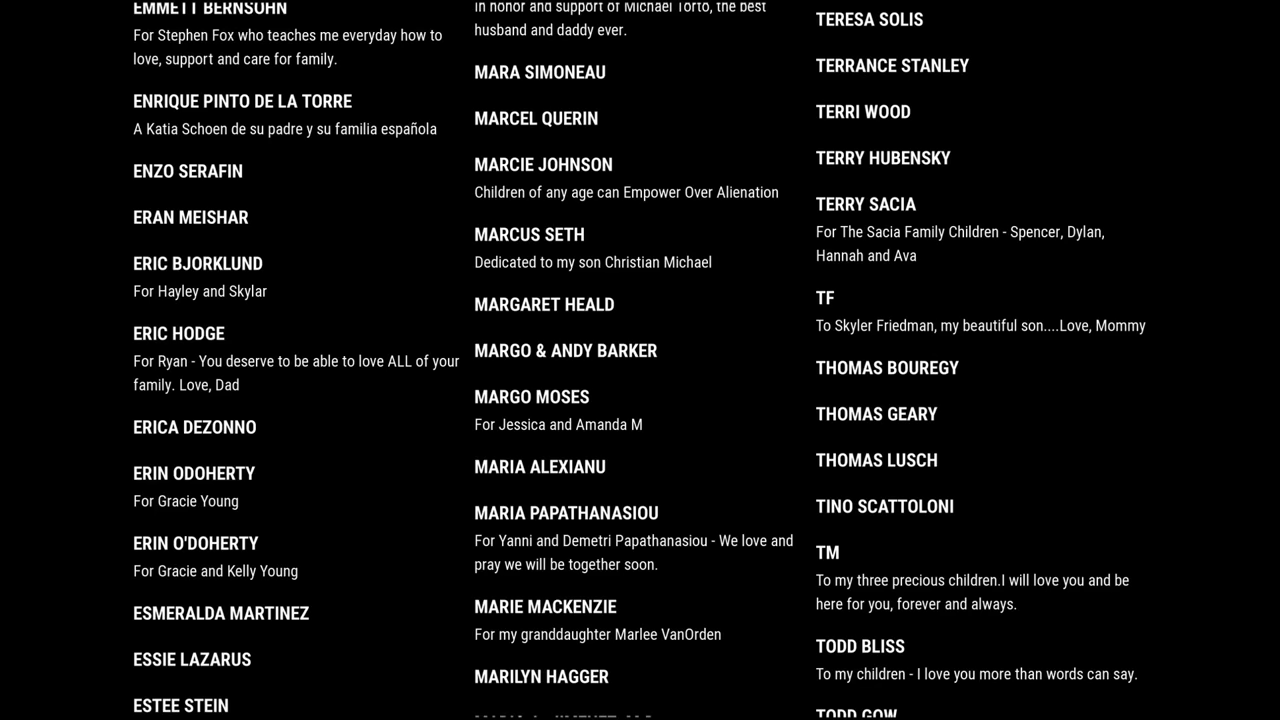 EMMETT BERNSOHN
For Stephen Fox who teaches me everyday how to
love, support and care for family.
ENRIQUE PINTO DE LA TORRE
A Katia Schoen de su padre y su familia española
ENZO SERAFIN
ERAN MEISHAR
ERIC BJORKLUND
For Hayley and Skylar
ERIC HODGE
For Ryan - You deserve to be able to love ALL of your
family. Love, Dad
ERICA DEZONNO
ERIN ODOHERTY
For Gracie Young
ERIN O'DOHERTY
For Gracie and Kelly Young
ESMERALDA MARTINEZ
ESSIE LAZARUS
ESTEE STEIN
in honor and support of Michael Torto, the best
husband and daddy ever.
MARA SIMONEAU
MARCEL QUERIN
MARCIE JOHNSON
Children of any age can Empower Over Alienation
MARCUS SETH
Dedicated to my son Christian Michael
MARGARET HEALD
MARGO & ANDY BARKER
MARGO MOSES
For Jessica and Amanda M
MARIA ALEXIANU
MARIA PAPATHANASIOU
For Yanni and Demetri Papathanasiou - We love and
pray we will be together soon.
MARIE MACKENZIE
For my granddaughter Marlee VanOrden
MARILYN HAGGER
TERESA SOLIS
TERRANCE STANLEY
TERRI WOOD
TERRY HUBENSKY
TERRY SACIA
For The Sacia Family Children - Spencer, Dylan,
Hannah and Ava
TF
To Skyler Friedman, my beautiful son....Love, Mommy
THOMAS BOUREGY
THOMAS GEARY
THOMAS LUSCH
TINO SCATTOLONI
TM
To my three precious children.I will love you and be
here for you, forever and always.
TODD BLISS
To my children - I love you more than words can say.
TODD GOW